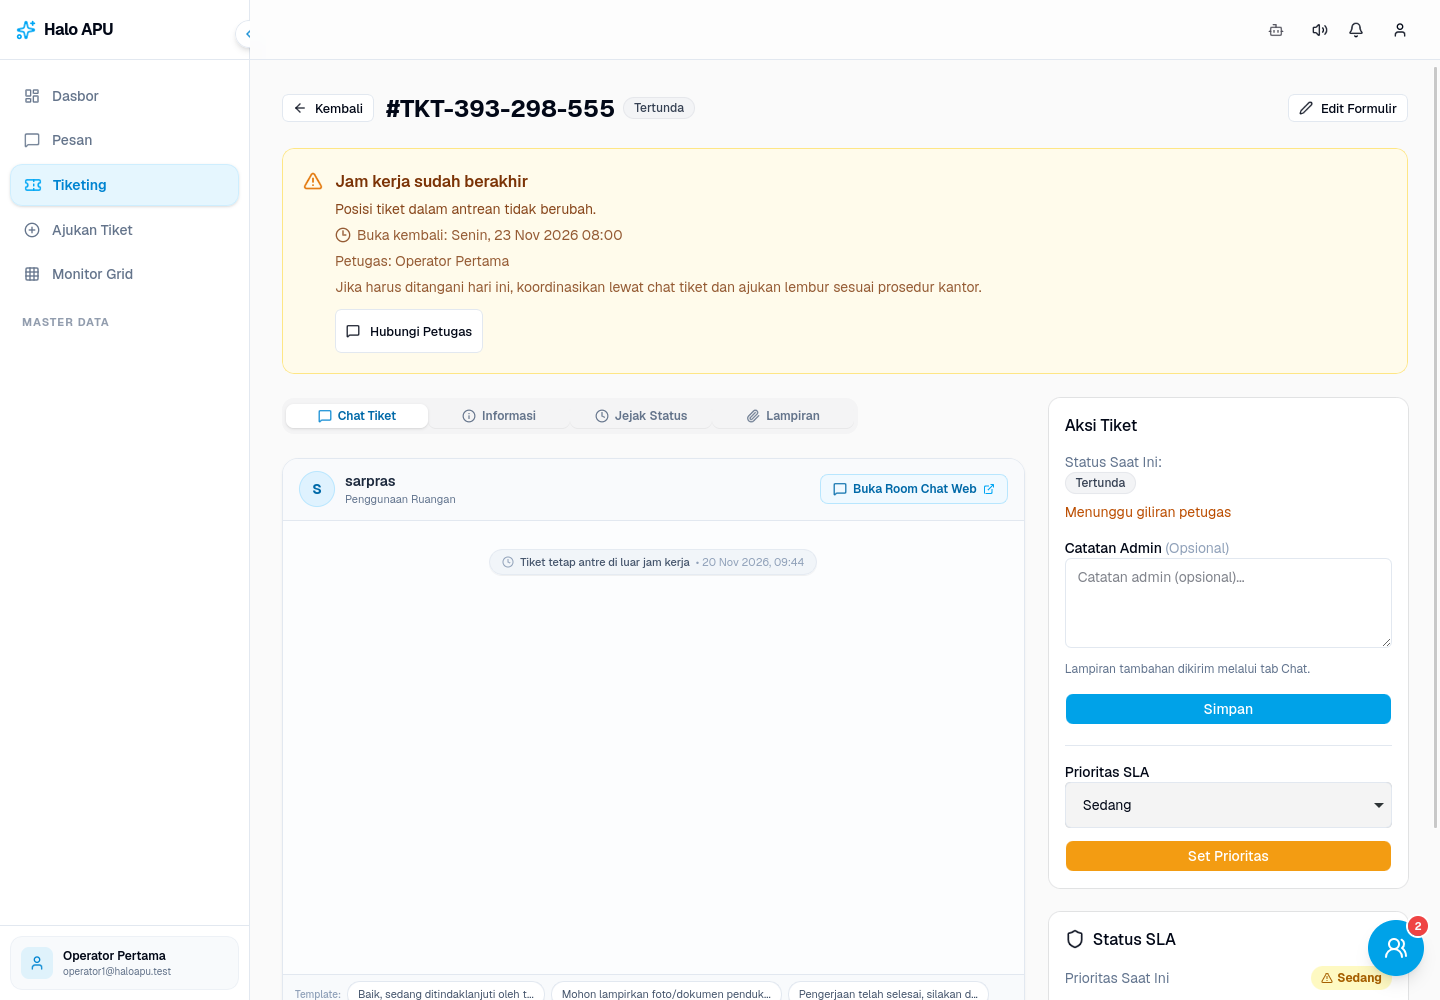 Halo APU
Dasbor
Pesan
Tiketing
Ajukan Tiket
Monitor Grid
MASTER DATA
Operator Pertama
operator1@haloapu.test
Kembali
#TKT-393-298-555
Tertunda
Edit Formulir
Jam kerja sudah berakhir
Posisi tiket dalam antrean tidak berubah.
Buka kembali: Senin, 23 Nov 2026 08:00
Petugas: Operator Pertama
Jika harus ditangani hari ini, koordinasikan lewat chat tiket dan ajukan lembur sesuai prosedur kantor.
Hubungi Petugas
Chat Tiket
Informasi
Jejak Status
Lampiran
S
sarpras
Penggunaan Ruangan
Buka Room Chat Web
Tiket tetap antre di luar jam kerja • 20 Nov 2026, 09:44
Template:
Baik, sedang ditindaklanjuti oleh t...
Mohon lampirkan foto/dokumen penduk...
Pengerjaan telah selesai, silakan d...
Aksi Tiket
Status Saat Ini:
Tertunda
Menunggu giliran petugas
Catatan Admin (Opsional)
Catatan admin (opsional)...
Lampiran tambahan dikirim melalui tab Chat.
Simpan
Prioritas SLA
Sedang
Set Prioritas
Status SLA
Prioritas Saat Ini
Sedang
2